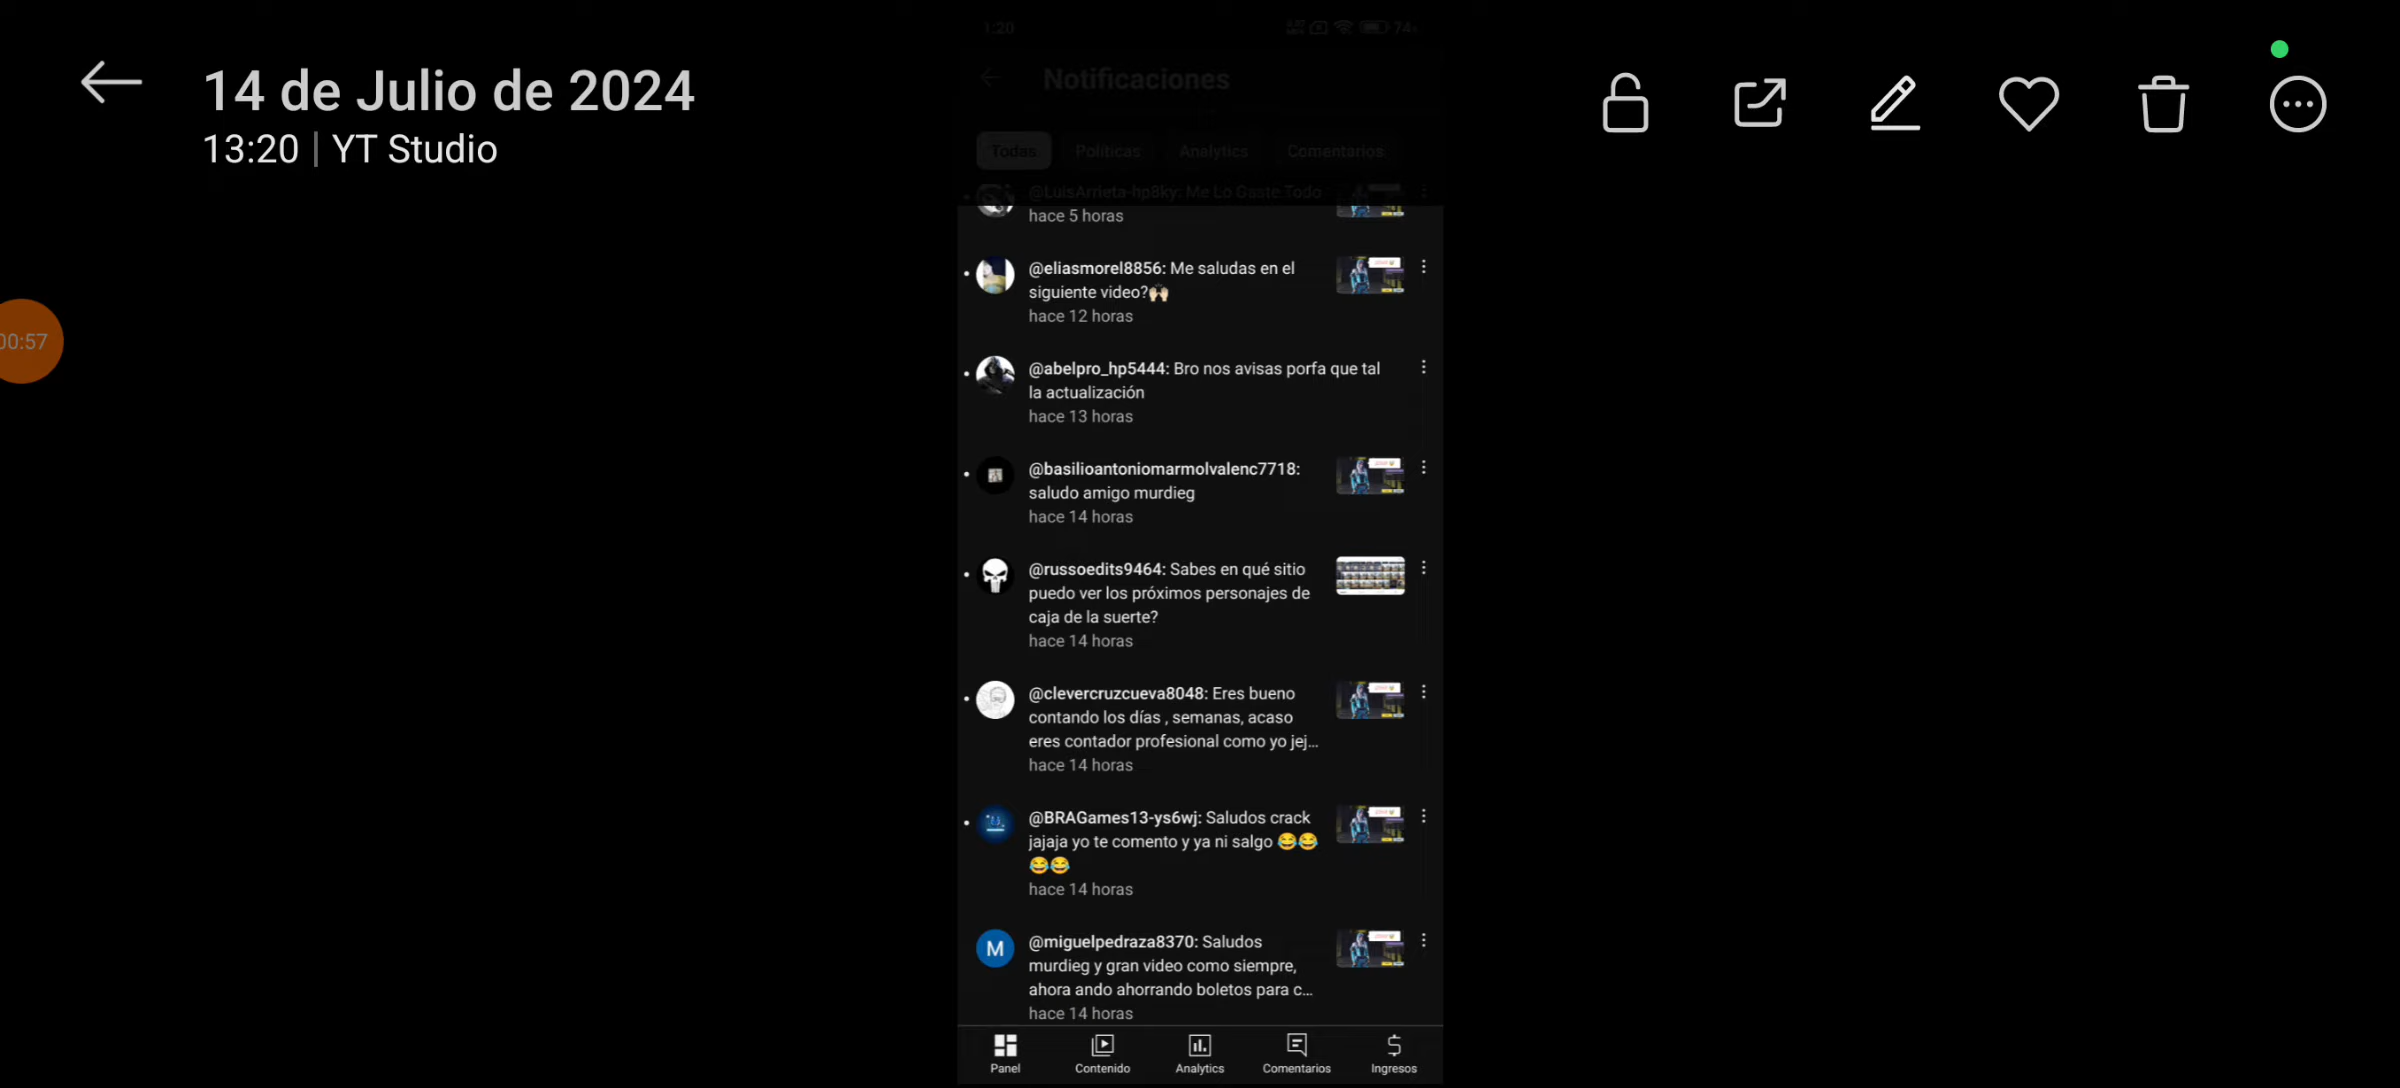 1:20
74
14 de Julio de 2024
13:20 | YT Studio
Notificaciones
Todas Políticas Analytics Comentarios
@LuisArrieta-hp8ky: Me Lo Gaste Todo
hace 5 horas
@eliasmorel8856: Me saludas en el
siguiente video?🙌🏻
hace 12 horas
00:57
@abelpro_hp5444: Bro nos avisas porfa que tal
la actualización
hace 13 horas
@basilioantoniomarmolvalenc7718:
saludo amigo murdieg
hace 14 horas
@russoedits9464: Sabes en qué sitio
puedo ver los próximos personajes de
caja de la suerte?
hace 14 horas
@clevercruzcueva8048: Eres bueno
contando los días , semanas, acaso
eres contador profesional como yo jej...
hace 14 horas
@BRAGames13-ys6wj: Saludos crack
jajaja yo te comento y ya ni salgo 😂😂
😂😂
hace 14 horas
M
@miguelpedraza8370: Saludos
murdieg y gran video como siempre,
ahora ando ahorrando boletos para c...
hace 14 horas
Panel Contenido Analytics Comentarios Ingresos